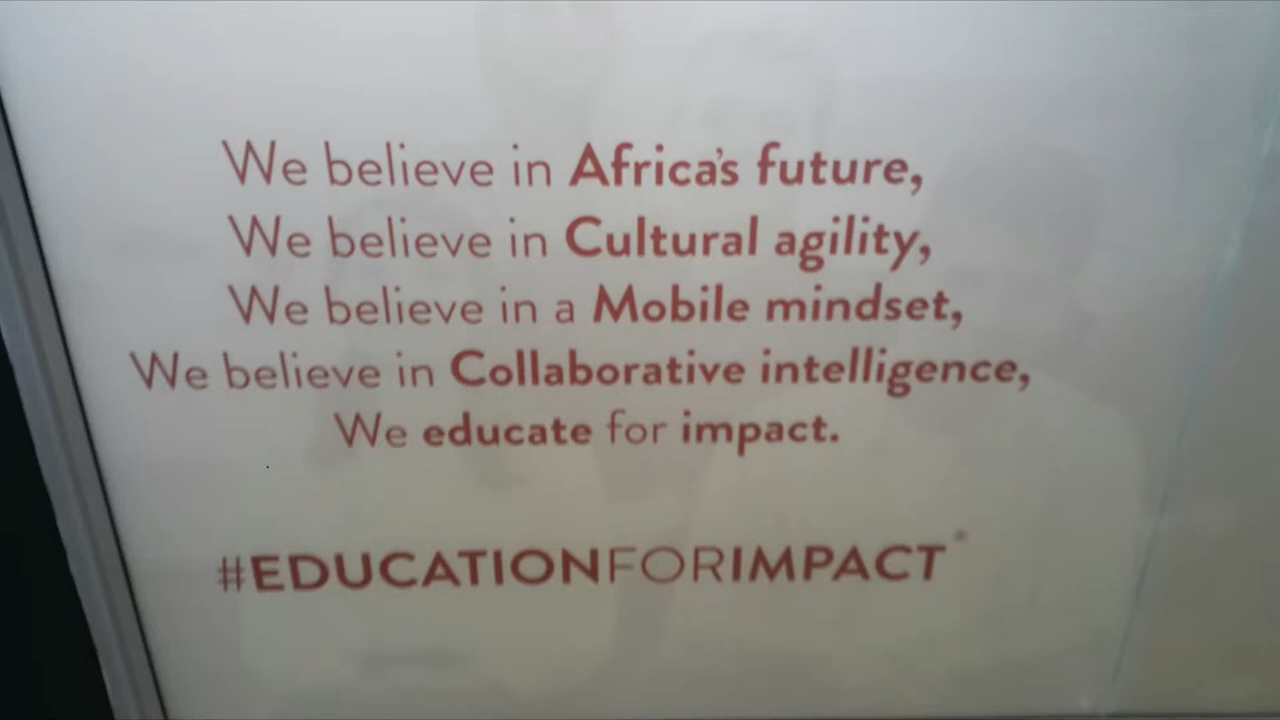 We believe in Africa's future,
We believe in Cultural agility,
We believe in a Mobile mindset,
We believe in Collaborative intelligence,
We educate for impact.
#EDUCATIONFORIMPACT